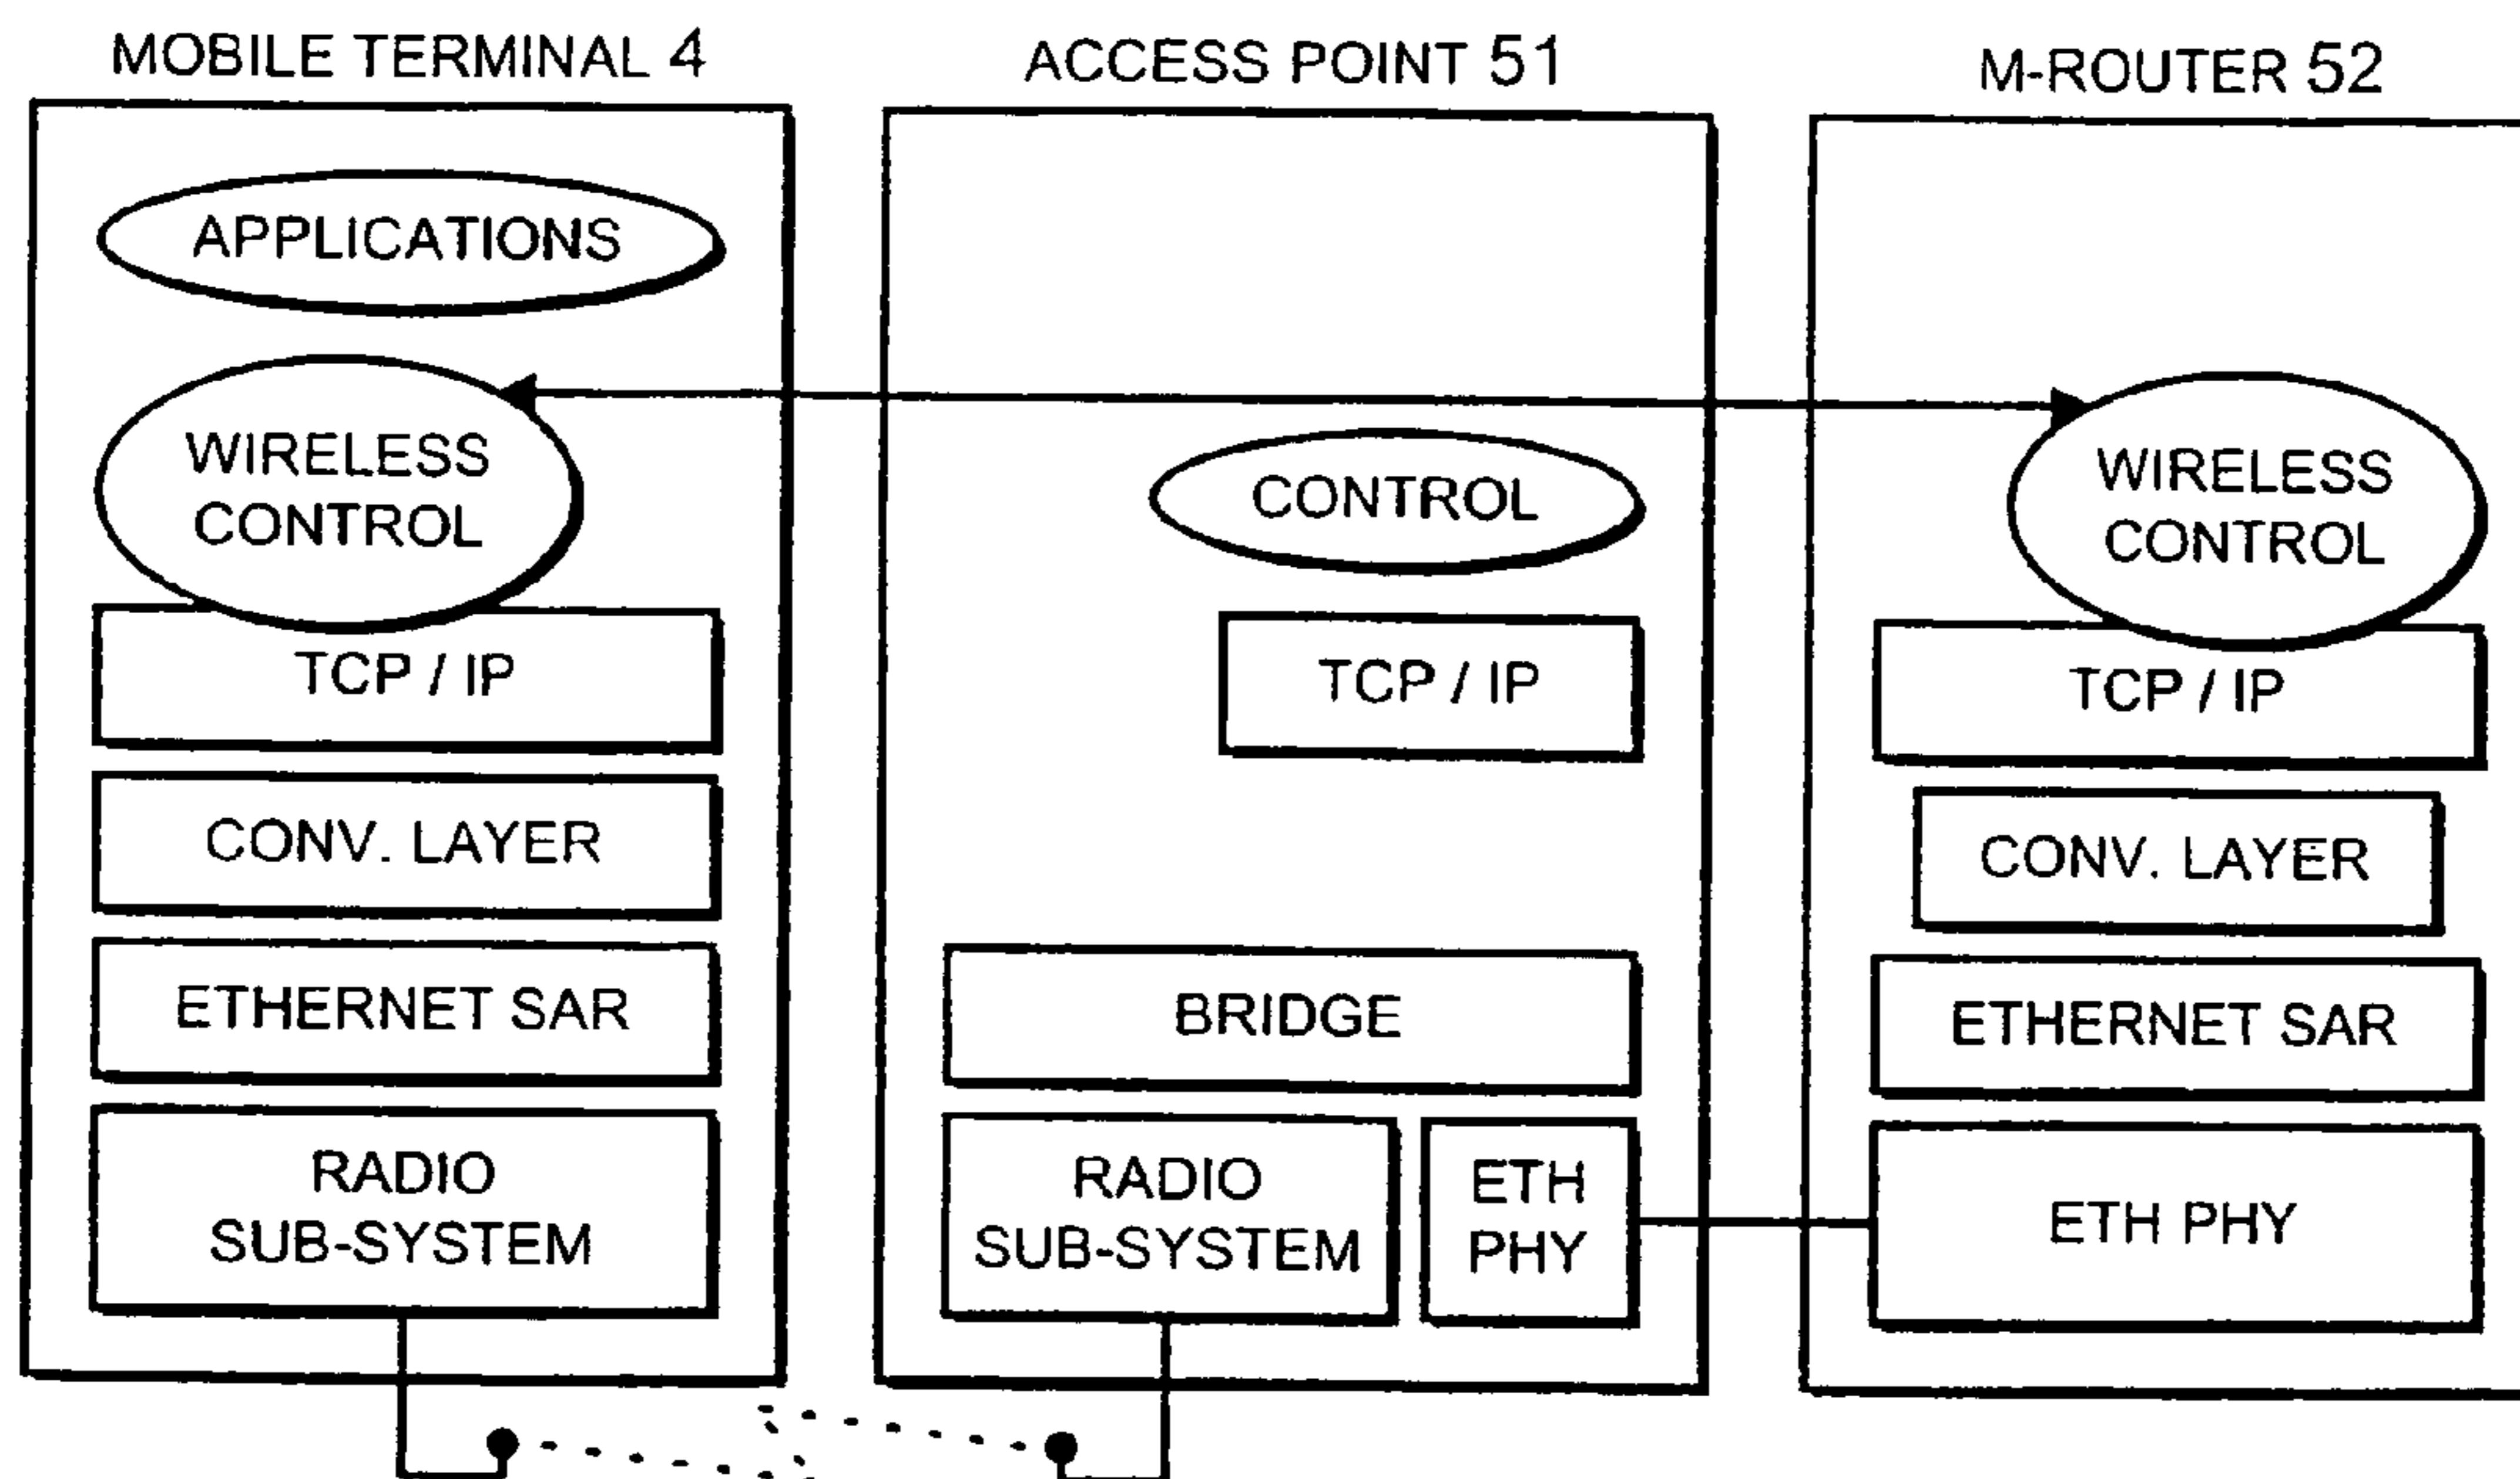 MOBILE TERMINAL 4
APPLICATIONS
WIRELESS
CONTROL
TCP / IP
CONV. LAYER
ETHERNET SAR
RADIO
SUB-SYSTEM
ACCESS POINT 51
CONTROL
TCP / IP
BRIDGE
RADIO
SUB-SYSTEM
ETH
PHY
M-ROUTER 52
WIRELESS
CONTROL
TCP / IP
CONV. LAYER
ETHERNET SAR
ETH PHY